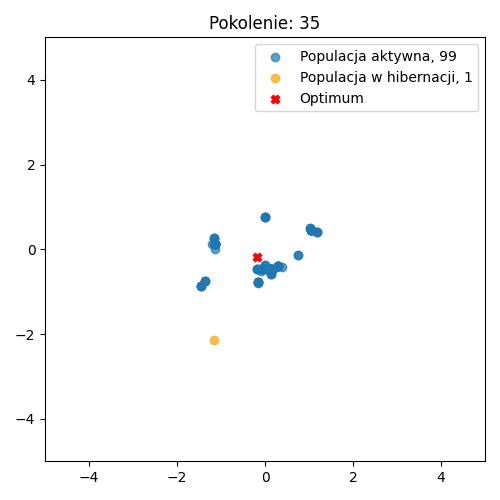 Pokolenie: 35
Populacja aktywna, 99
Populacja w hibernacji, 1
Optimum
4
2
0
−2
−4
−4 −2 0 2 4